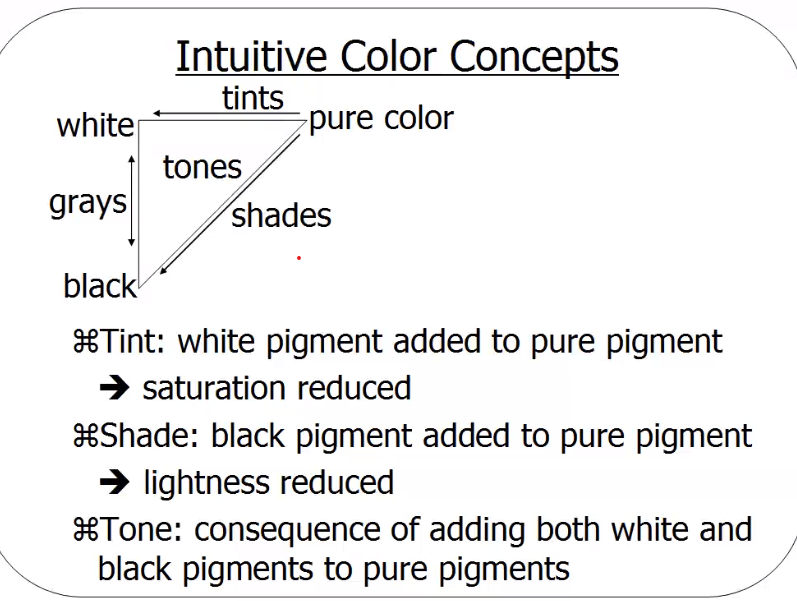 Intuitive Color Concepts
tints
white
pure color
tones
grays
shades
black
⌘Tint: white pigment added to pure pigment
➔ saturation reduced
⌘Shade: black pigment added to pure pigment
➔ lightness reduced
⌘Tone: consequence of adding both white and
black pigments to pure pigments